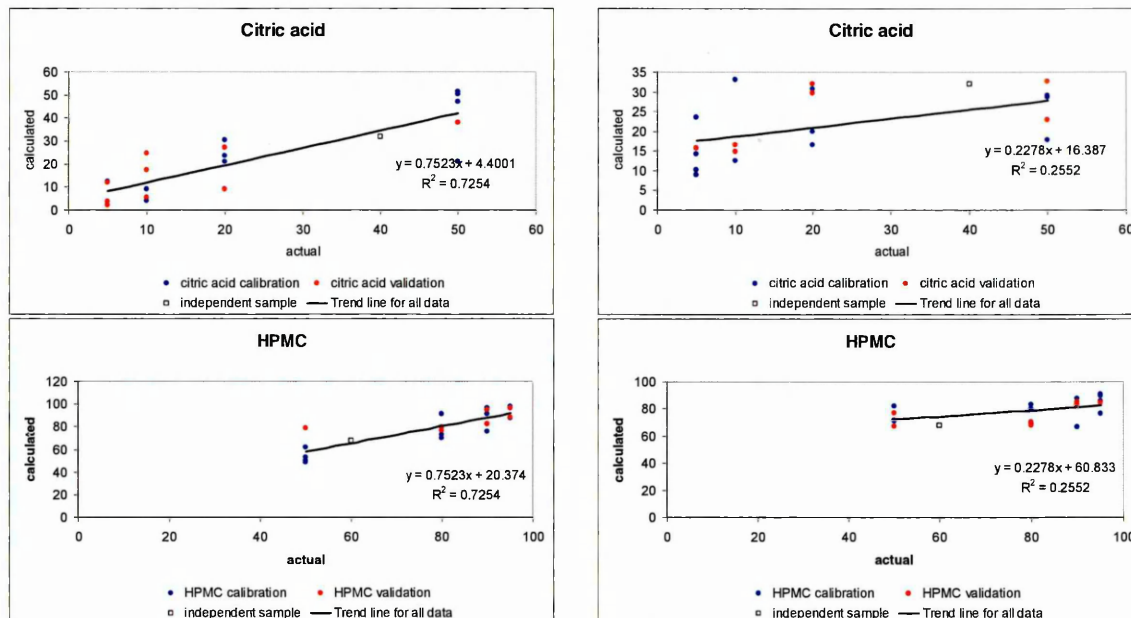 Citric acid
60
50
40
30
20
10
0
calculated
y = 0.7523x + 4.4001
R² = 0.7254
0 10 20 30 40 50 60
actual
citric acid calibration citric acid validation
independent sample Trend line for all data
Citric acid
35
30
25
20
15
10
5
0
calculated
y = 0.2278x + 16.387
R² = 0.2552
0 10 20 30 40 50 60
actual
citric acid calibration citric acid validation
independent sample Trend line for all data
HPMC
120
100
80
60
40
20
0
calculated
y = 0.7523x + 20.374
R² = 0.7254
0 20 40 60 80 100
actual
HPMC calibration HPMC validation
independent sample Trend line for all data
HPMC
100
80
60
40
20
0
calculated
y = 0.2278x + 60.833
R² = 0.2552
0 20 40 60 80 100
actual
HPMC calibration HPMC validation
independent sample Trend line for all data